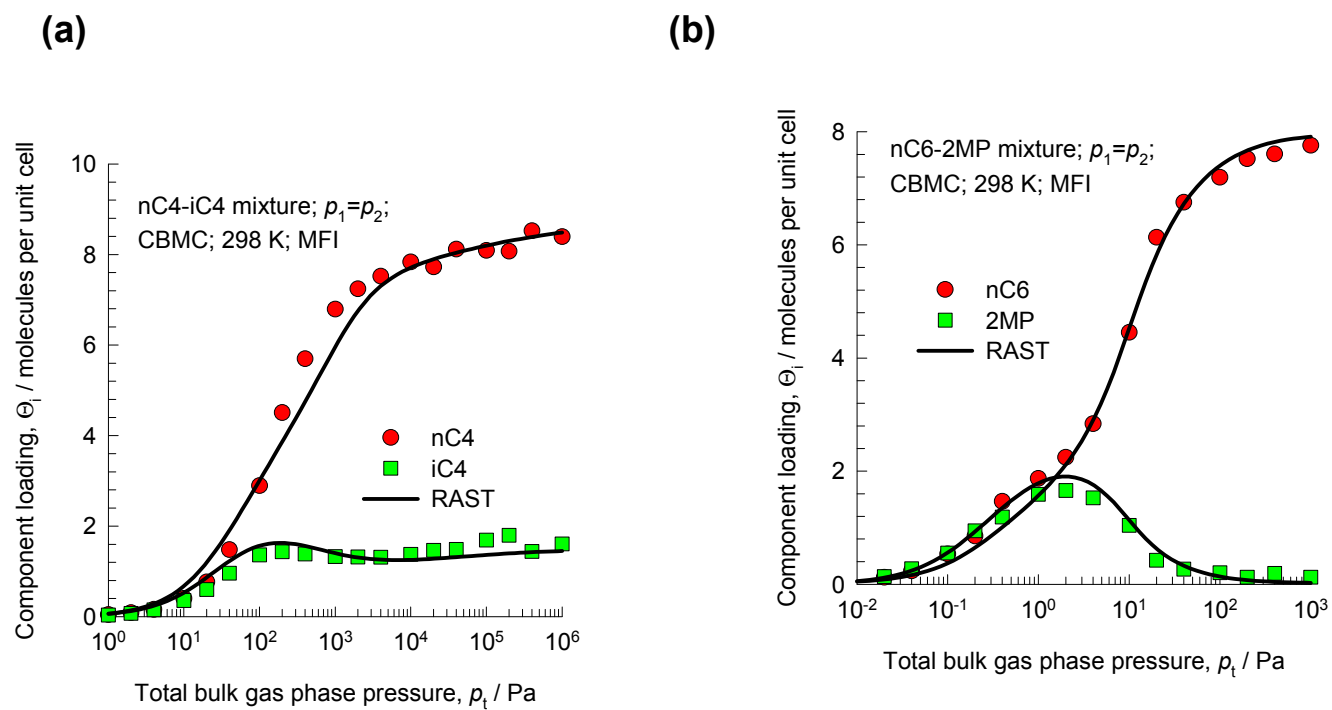 (a)
Component loading, Θi / molecules per unit cell
10
8
6
4
2
0
nC4-iC4 mixture; p1=p2;
CBMC; 298 K; MFI
nC4
iC4
RAST
10^0 10^1 10^2 10^3 10^4 10^5 10^6
Total bulk gas phase pressure, pt / Pa
(b)
Component loading, Θi / molecules per unit cell
8
6
4
2
0
nC6-2MP mixture; p1=p2;
CBMC; 298 K; MFI
nC6
2MP
RAST
10^-2 10^-1 10^0 10^1 10^2 10^3
Total bulk gas phase pressure, pt / Pa